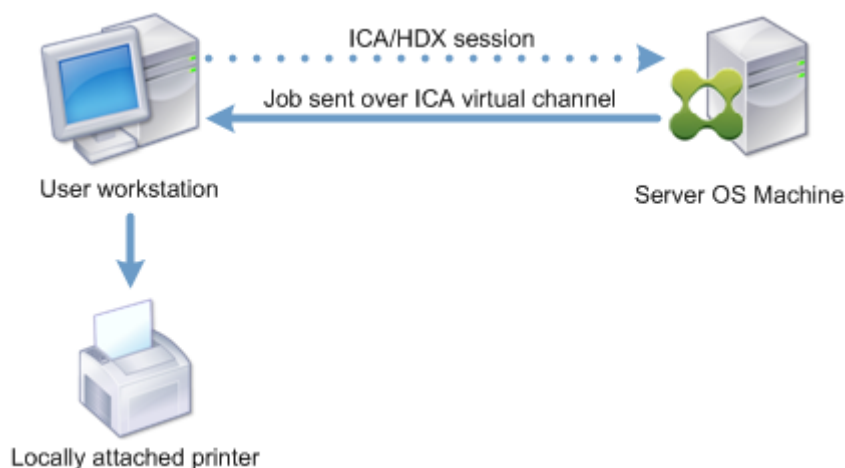 ICA/HDX session
Job sent over ICA virtual channel
User workstation
Server OS Machine
Locally attached printer